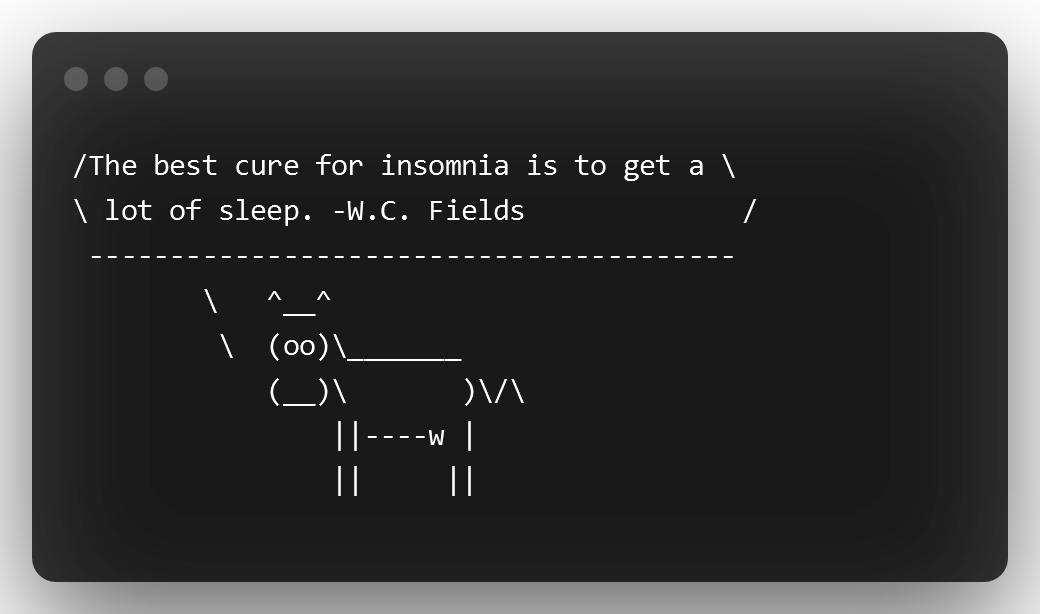 /The best cure for insomnia is to get a \
\ lot of sleep. -W.C. Fields             /
 ----------------------------------------
        \   ^__^
         \  (oo)\_______
            (__)\       )\/\
                ||----w |
                ||     ||